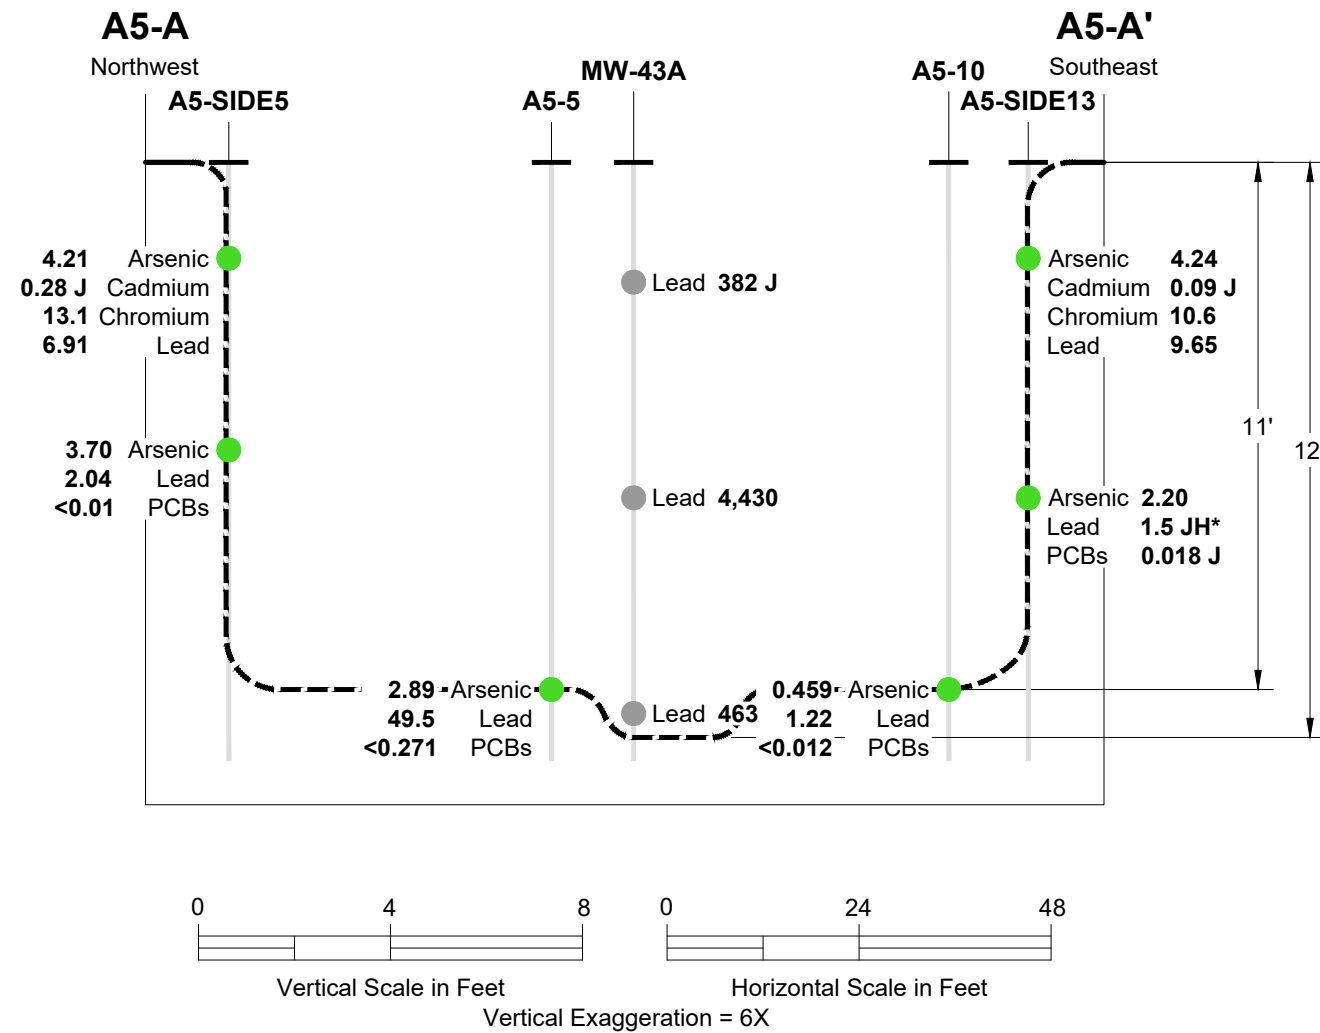 A5-A
Northwest
A5-SIDE5
A5-5
MW-43A
A5-10
A5-A'
Southeast
A5-SIDE13
4.21 Arsenic
0.28 J Cadmium
13.1 Chromium
6.91 Lead
3.70 Arsenic
2.04 Lead
<0.01 PCBs
Lead 382 J
Lead 4,430
Lead 463
2.89 Arsenic
49.5 Lead
<0.271 PCBs
0.459 Arsenic
1.22 Lead
<0.012 PCBs
Arsenic 4.24
Cadmium 0.09 J
Chromium 10.6
Lead 9.65
Arsenic 2.20
Lead 1.5 JH*
PCBs 0.018 J
11'
12
0 4 8
Vertical Scale in Feet
0 24 48
Horizontal Scale in Feet
Vertical Exaggeration = 6X